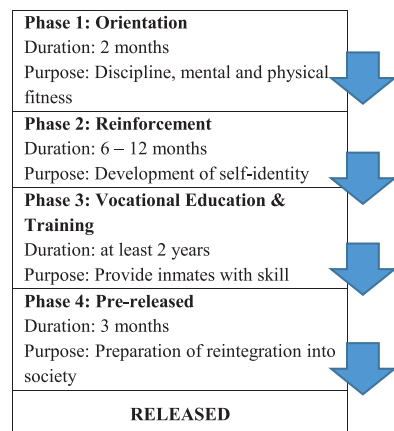 Phase 1: Orientation
Duration: 2 months
Purpose: Discipline, mental and physical
fitness
Phase 2: Reinforcement
Duration: 6 – 12 months
Purpose: Development of self-identity
Phase 3: Vocational Education &
Training
Duration: at least 2 years
Purpose: Provide inmates with skill
Phase 4: Pre-released
Duration: 3 months
Purpose: Preparation of reintegration into
society
RELEASED